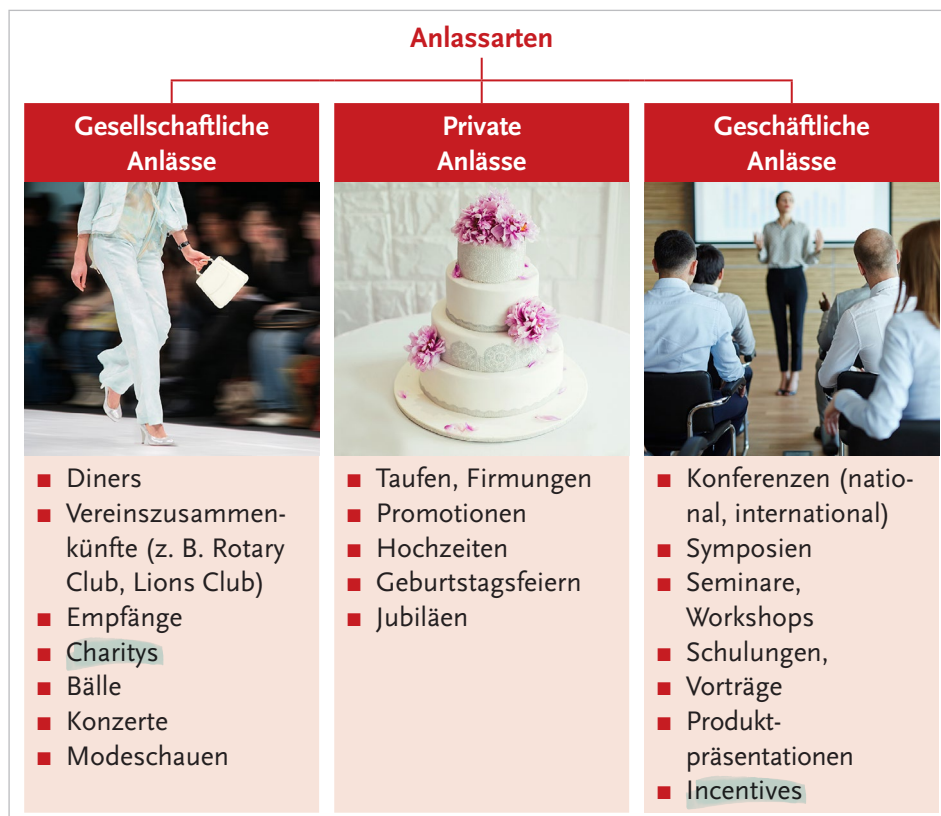 Anlassarten
Gesellschaftliche
Anlässe
■ Diners
■ Vereinszusammen-
künfte (z. B. Rotary
Club, Lions Club)
■ Empfänge
■ Charitys
■ Bälle
■ Konzerte
■ Modeschauen
Private
Anlässe
■ Taufen, Firmungen
■ Promotionen
■ Hochzeiten
■ Geburtstagsfeiern
■ Jubiläen
Geschäftliche
Anlässe
■ Konferenzen (natio-
nal, international)
■ Symposien
■ Seminare,
Workshops
■ Schulungen,
■ Vorträge
■ Produkt-
präsentationen
■ Incentives